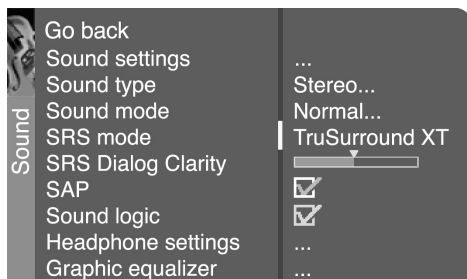 Sound
Go back
Sound settings ...
Sound type Stereo...
Sound mode Normal...
SRS mode TruSurround XT
SRS Dialog Clarity
SAP
Sound logic
Headphone settings ...
Graphic equalizer ...